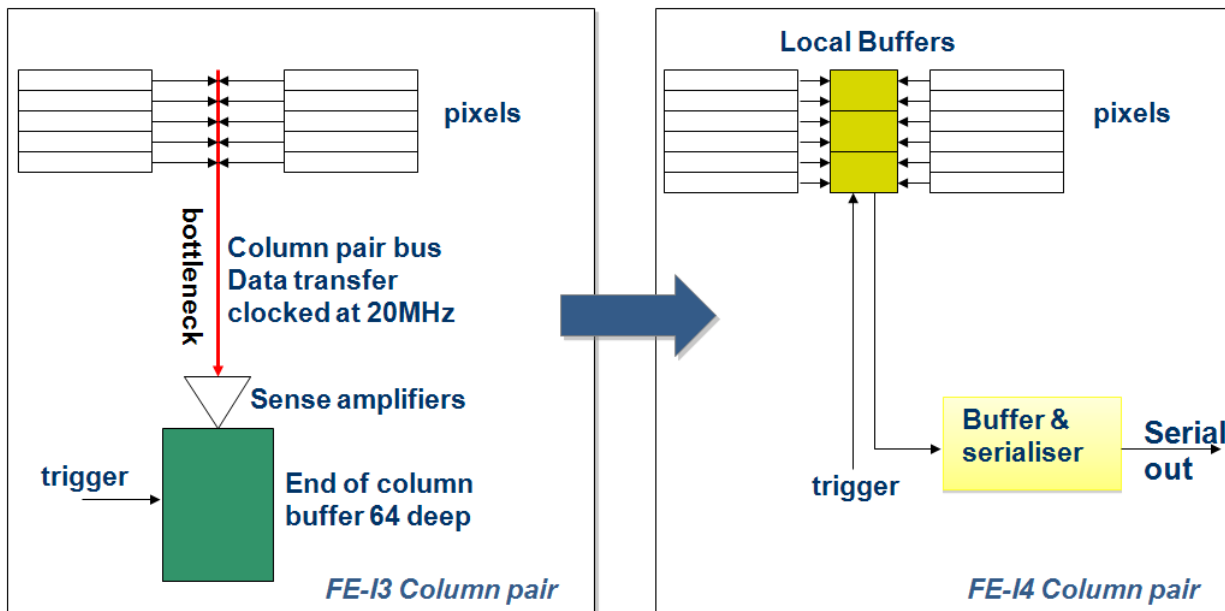 pixels
bottleneck
Column pair bus
Data transfer
clocked at 20MHz
Sense amplifiers
trigger
End of column
buffer 64 deep
FE-I3 Column pair
Local Buffers
pixels
Buffer &
serialiser
Serial
out
trigger
FE-I4 Column pair